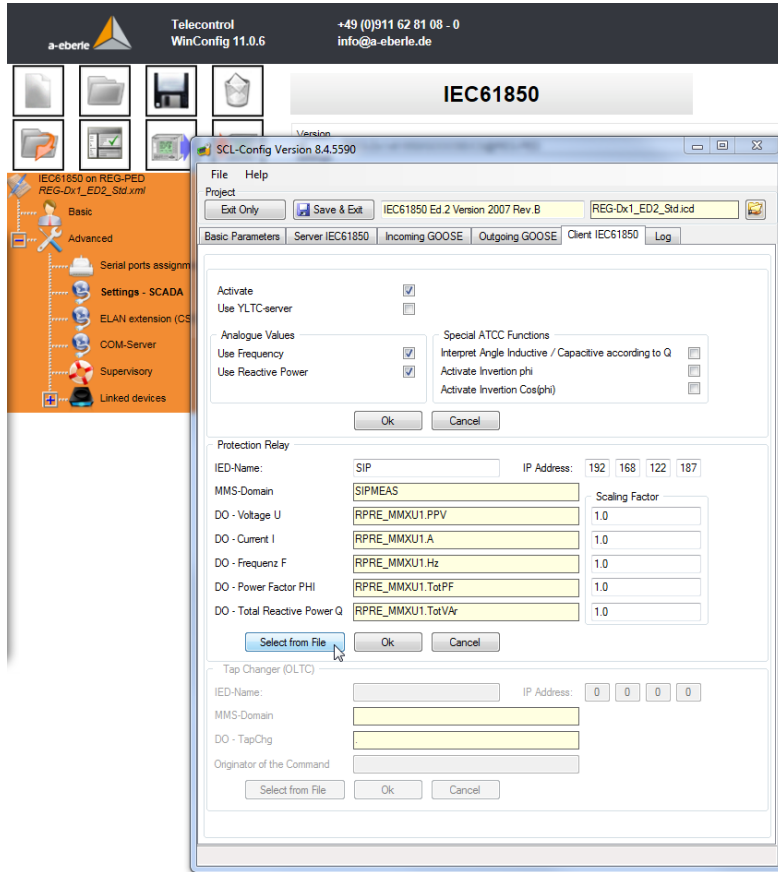 a-eberle
Telecontrol
WinConfig 11.0.6
+49 (0)911 62 81 08 - 0
info@a-eberle.de
IEC61850
Version
IEC61850 on REG-PED
REG-Dx1_ED2_Std.xml
Basic
Advanced
Serial ports assignm
Settings - SCADA
ELAN extension (CS
COM-Server
Supervisory
Linked devices
SCL-Config Version 8.4.5590
File Help
Project
Exit Only Save & Exit IEC61850 Ed.2 Version 2007 Rev.B REG-Dx1_ED2_Std.icd
Basic Parameters Server IEC61850 Incoming GOOSE Outgoing GOOSE Client IEC61850 Log
Activate
Use YLTC-server
Analogue Values
Use Frequency
Use Reactive Power
Special ATCC Functions
Interpret Angle Inductive / Capacitive according to Q
Activate Invertion phi
Activate Invertion Cos(phi)
Ok Cancel
Protection Relay
IED-Name: SIP IP Address: 192 168 122 187
MMS-Domain SIPMEAS
Scaling Factor
DO - Voltage U RPRE_MMXU1.PPV 1.0
DO - Current I RPRE_MMXU1.A 1.0
DO - Frequenz F RPRE_MMXU1.Hz 1.0
DO - Power Factor PHI RPRE_MMXU1.TotPF 1.0
DO - Total Reactive Power Q RPRE_MMXU1.TotVAr 1.0
Select from File Ok Cancel
Tap Changer (OLTC)
IED-Name: IP Address: 0 0 0 0
MMS-Domain
DO - TapChg .
Originator of the Command
Select from File Ok Cancel